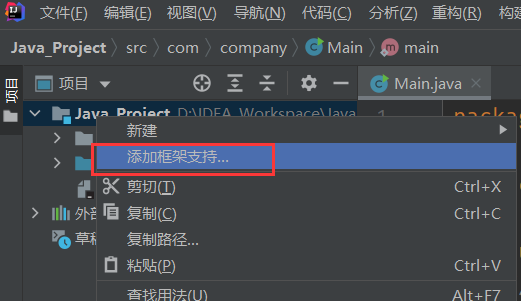 文件(F) 编辑(E) 视图(V) 导航(N) 代码(C) 分析(Z) 重构(R) 构
Java_Project src com company Main main
项目
项目 Main.java
Java_Project D:\IDEA_Workspace\Java
1
新建
添加框架支持...
剪切(T) Ctrl+X
外部
复制(C) Ctrl+C
草稿
复制路径...
粘贴(P) Ctrl+V
查找用法(U) Alt+F7